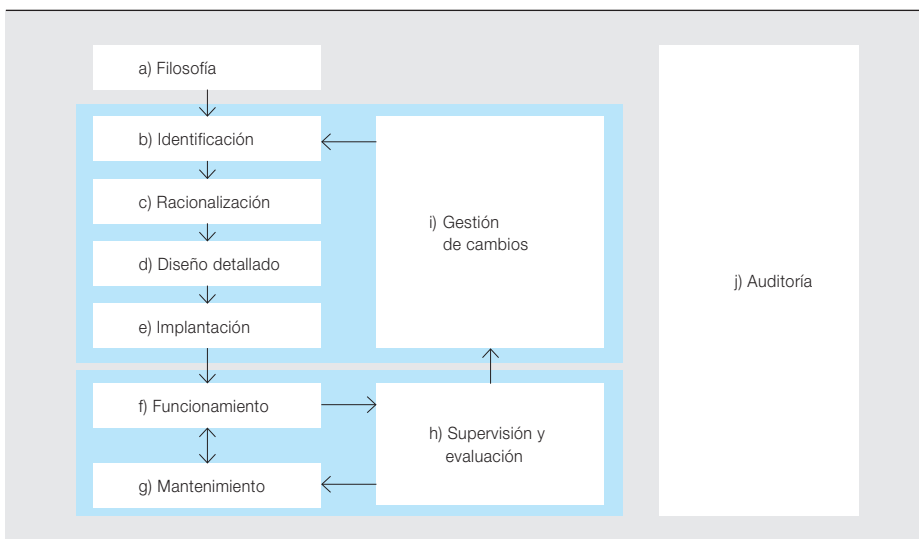 a) Filosofía
b) Identificación
c) Racionalización
d) Diseño detallado
e) Implantación
f) Funcionamiento
g) Mantenimiento
i) Gestión
de cambios
h) Supervisión y
evaluación
j) Auditoría